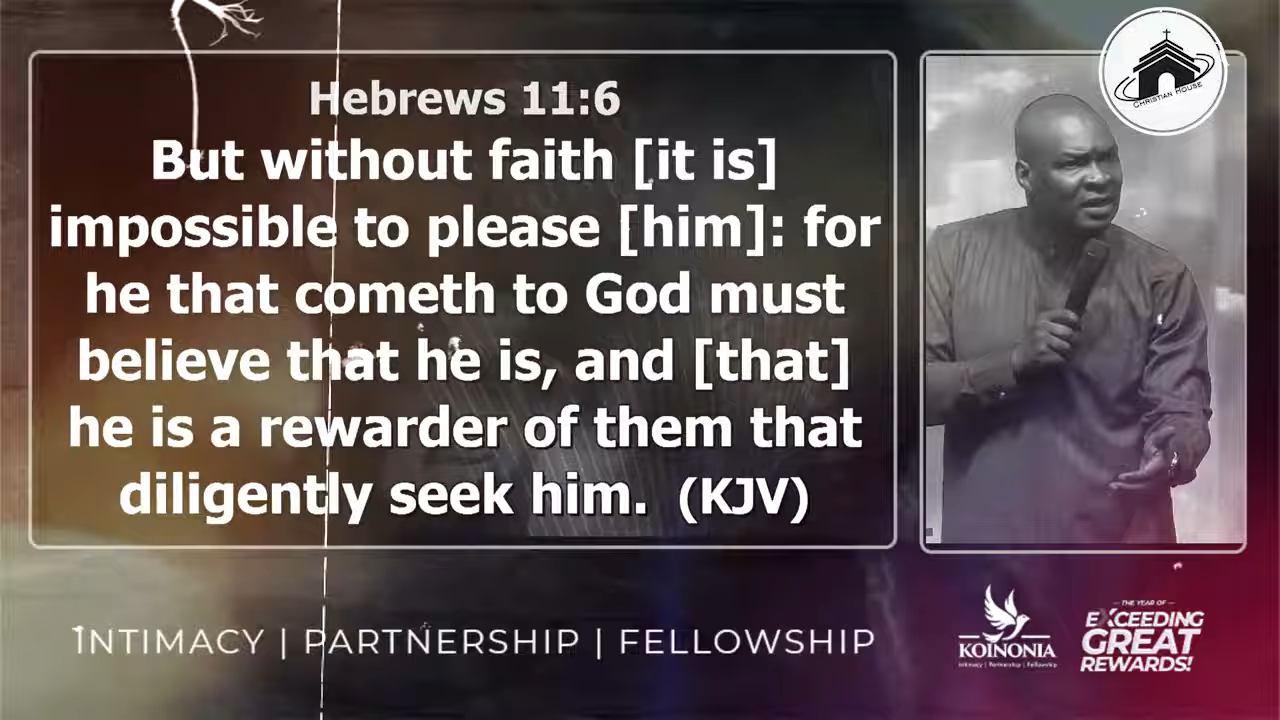 Hebrews 11:6
But without faith [it is]
impossible to please [him]: for
he that cometh to God must
believe that he is, and [that]
he is a rewarder of them that
diligently seek him. (KJV)
CHRISTIAN HOUSE
INTIMACY | PARTNERSHIP | FELLOWSHIP
KOINONIA
Intimacy | Partnership | Fellowship
THE YEAR OF
EXCEEDING
GREAT
REWARDS!